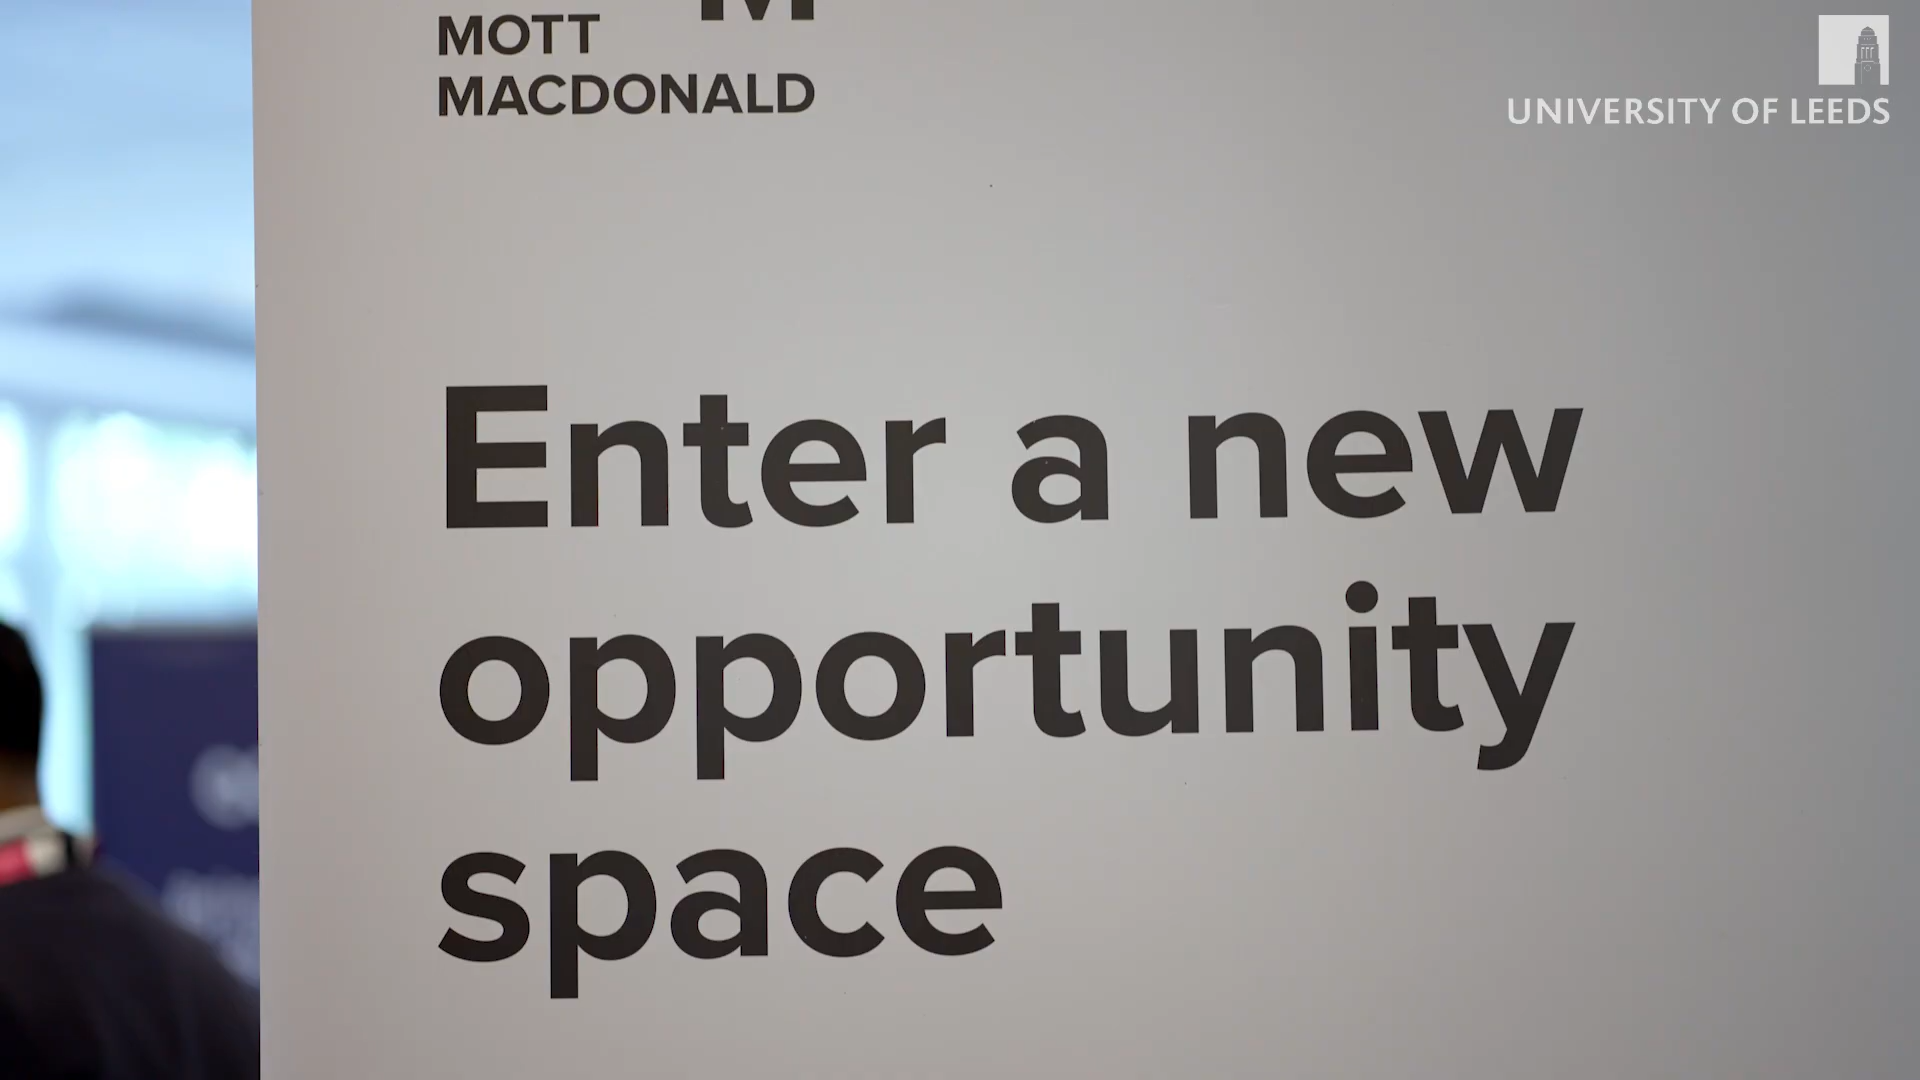 MOTT
MACDONALD
UNIVERSITY OF LEEDS
Enter a new
opportunity
space